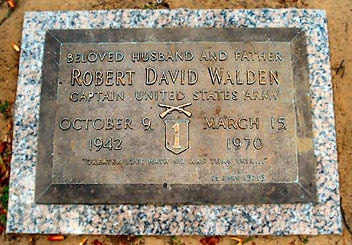 BELOVED HUSBAND AND FATHER
ROBERT DAVID WALDEN
CAPTAIN UNITED STATES ARMY
OCTOBER 9, 1 MARCH 15,
1942 1970
"GREATER LOVE HATH NO MAN THAN THIS..."